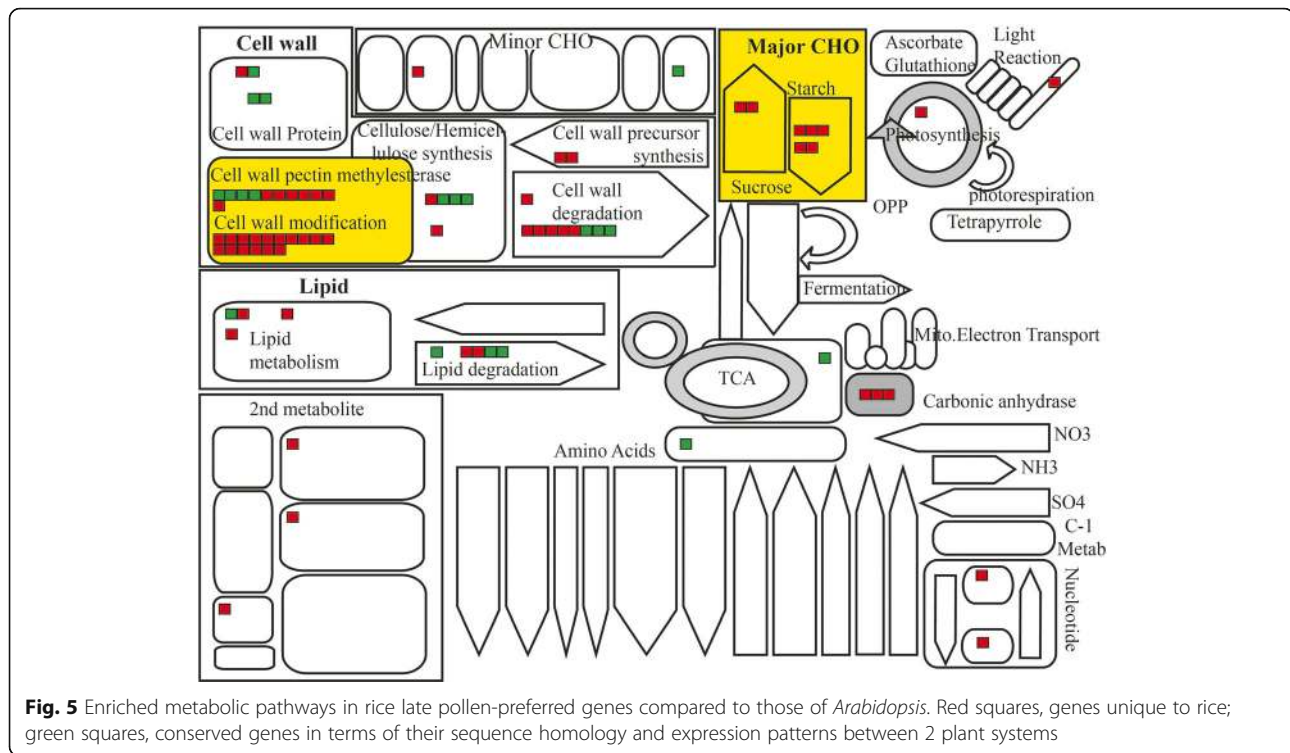 Cell wall
Minor CHO
Major CHO
Ascorbate
Glutathione
Light
Reaction
Starch
Cell wall Protein
Cellulose/Hemicel-
lulose synthesis
Cell wall precursor
synthesis
Photosynthesis
Cell wall pectin methylesterase
Cell wall
degradation
Sucrose
OPP
photorespiration
Tetrapyrrole
Cell wall modification
Lipid
Fermentation
Lipid
metabolism
Lipid degradation
Mito.Electron Transport
TCA
Carbonic anhydrase
2nd metabolite
Amino Acids
NO3
NH3
SO4
C-1
Metab
Nucleotide
Fig. 5 Enriched metabolic pathways in rice late pollen-preferred genes compared to those of Arabidopsis. Red squares, genes unique to rice;
green squares, conserved genes in terms of their sequence homology and expression patterns between 2 plant systems